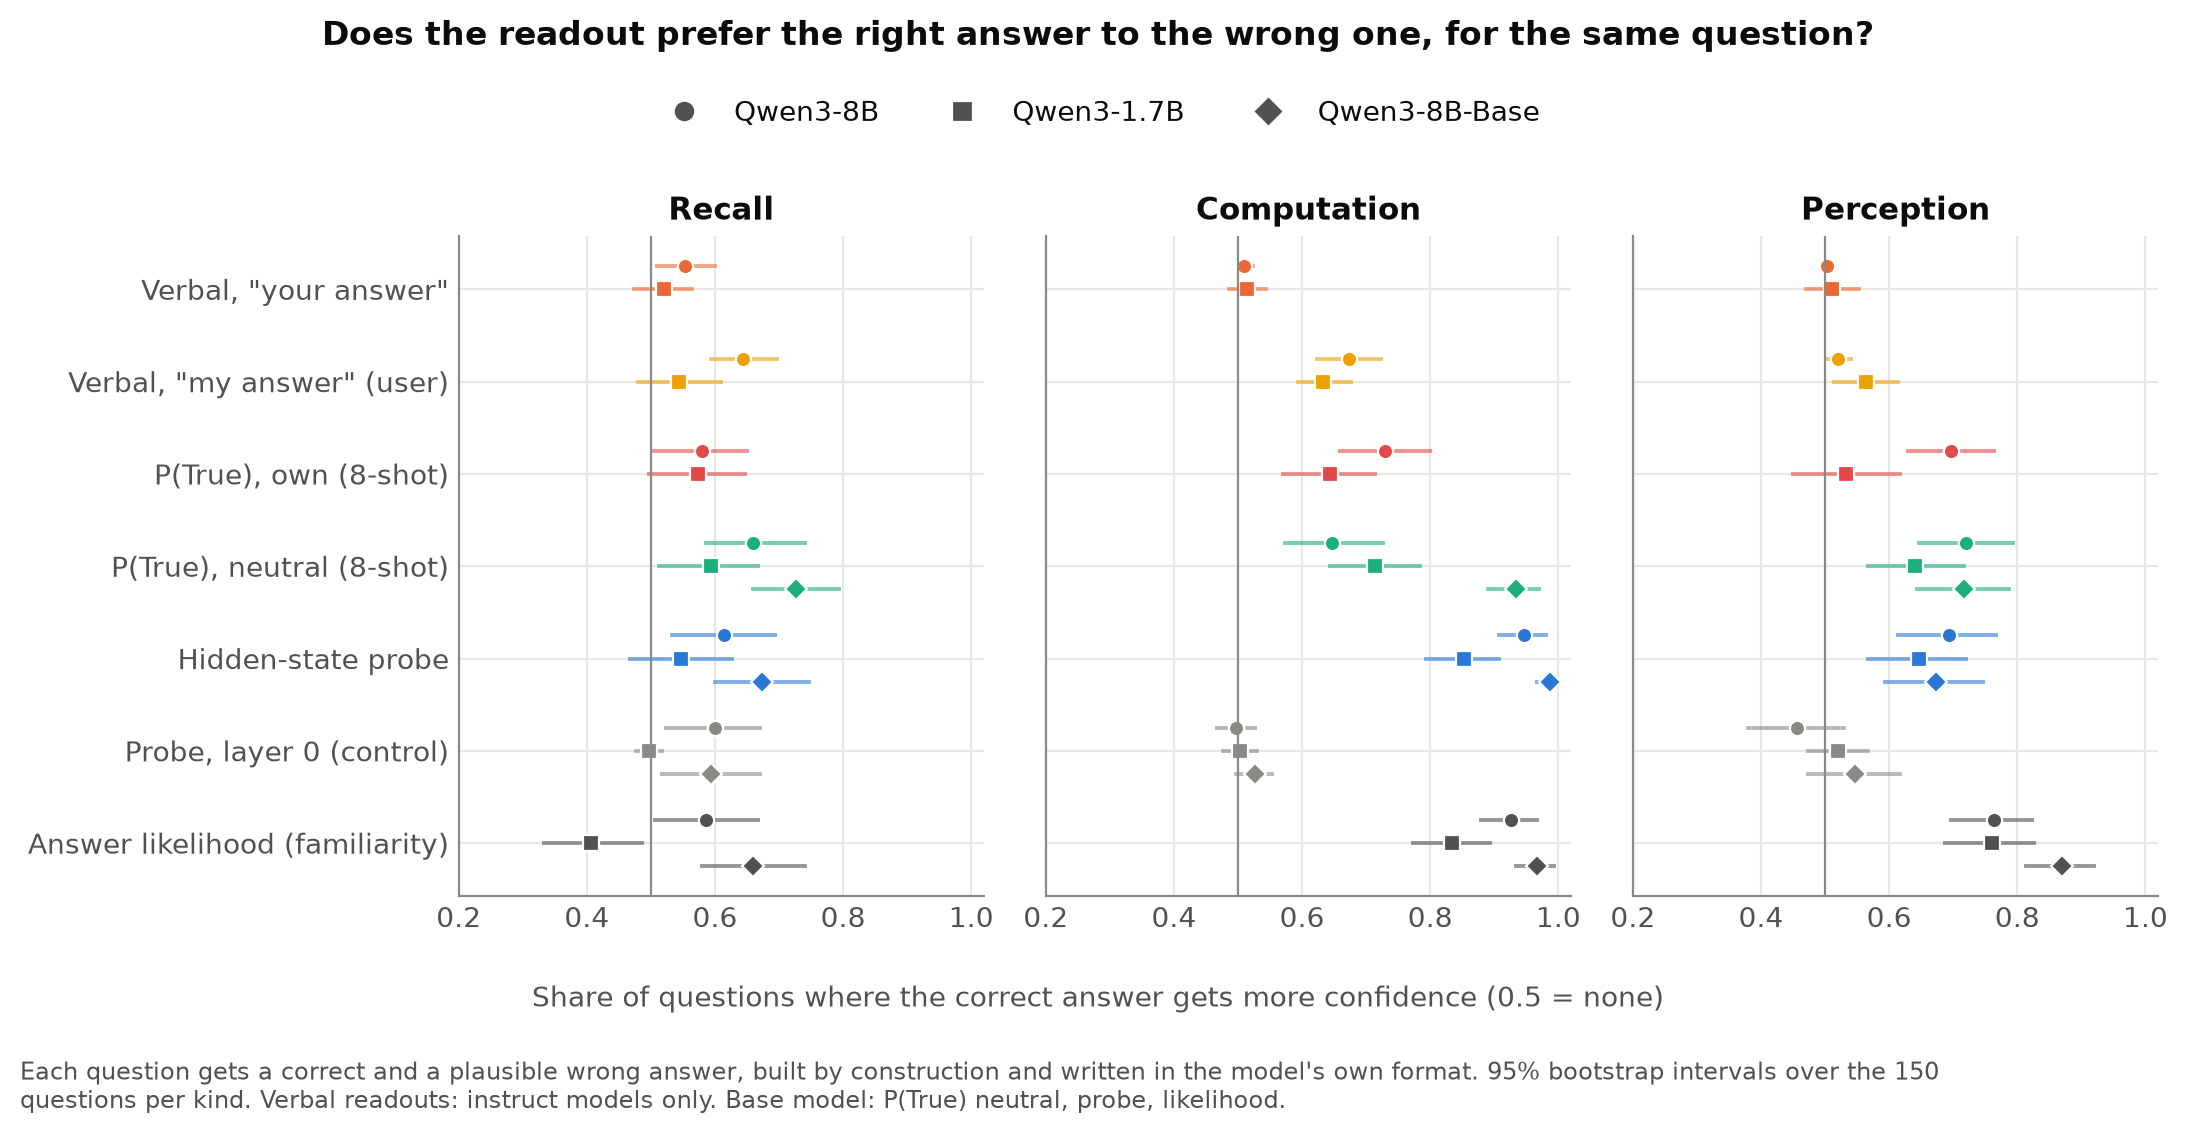 Does the readout prefer the right answer to the wrong one, for the same question?
Qwen3-8B
Qwen3-1.7B
Qwen3-8B-Base
Recall
Computation
Perception
Verbal, "your answer"
Verbal, "my answer" (user)
P(True), own (8-shot)
P(True), neutral (8-shot)
Hidden-state probe
Probe, layer 0 (control)
Answer likelihood (familiarity)
0.2 0.4 0.6 0.8 1.0
0.2 0.4 0.6 0.8 1.0
0.2 0.4 0.6 0.8 1.0
Share of questions where the correct answer gets more confidence (0.5 = none)
Each question gets a correct and a plausible wrong answer, built by construction and written in the model's own format. 95% bootstrap intervals over the 150
questions per kind. Verbal readouts: instruct models only. Base model: P(True) neutral, probe, likelihood.